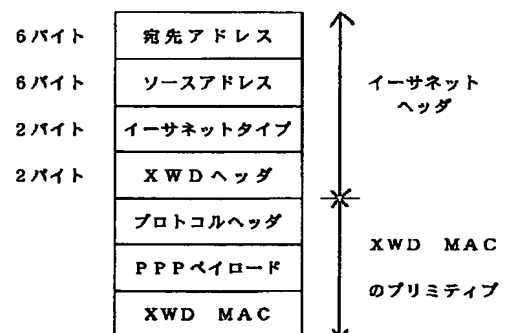 6バイト 宛先アドレス
6バイト ソースアドレス
2バイト イーサネットタイプ
2バイト XWDヘッダ
プロトコルヘッダ
PPPペイロード
XWD MAC
イーサネット
ヘッダ
XWD MAC
のプリミティブ